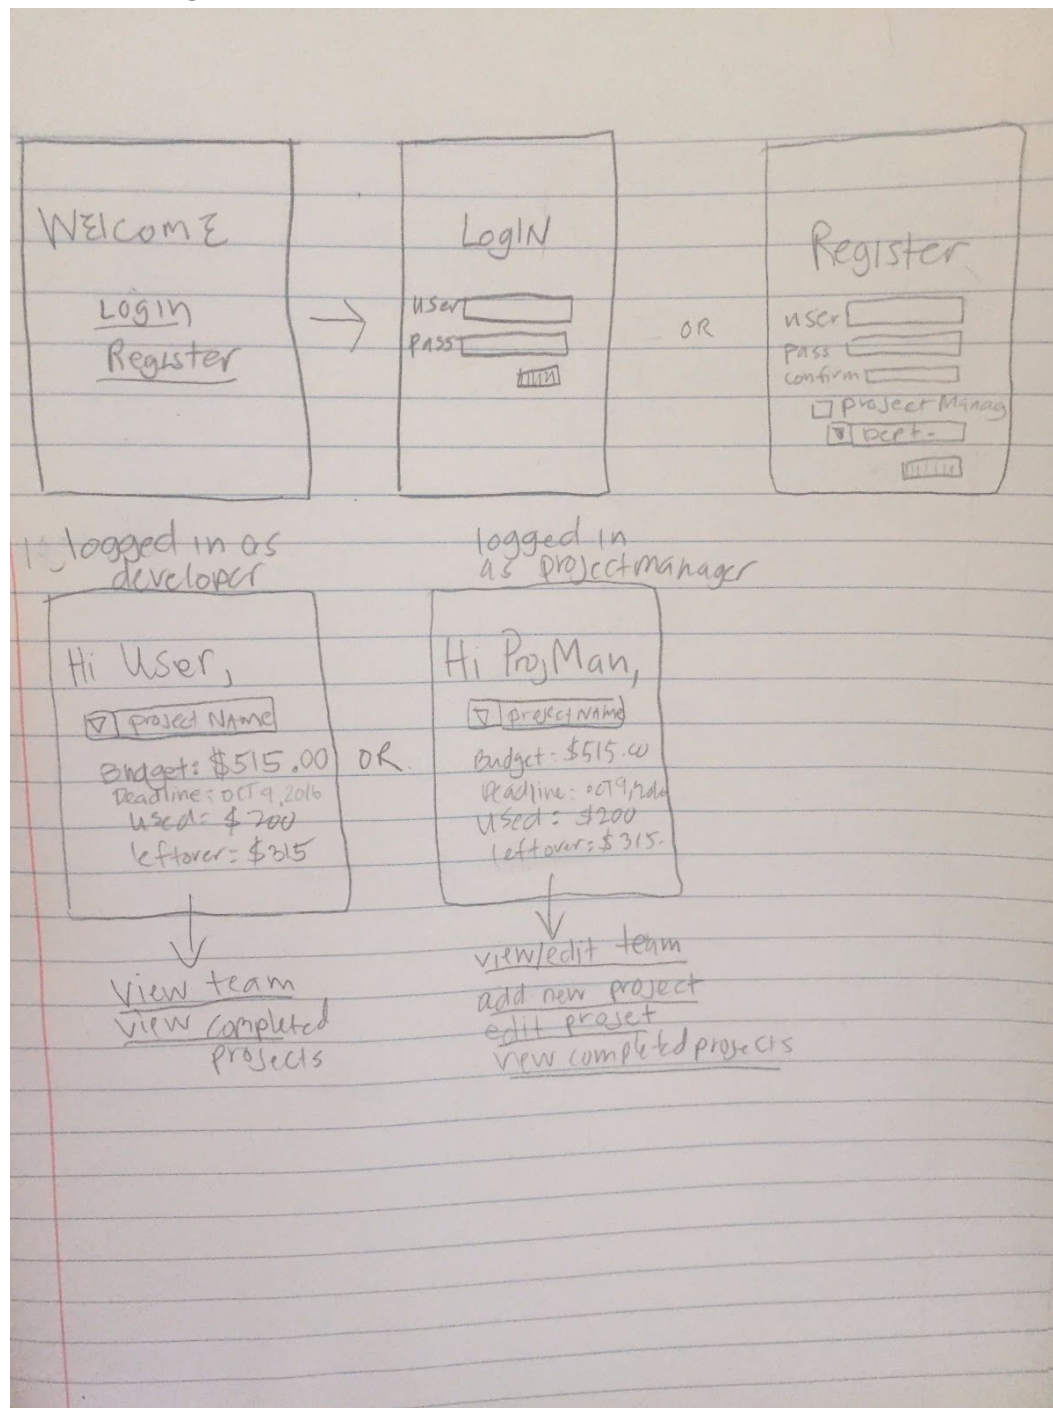 WElcomE
Login
Register
LogIN
user
pass
OR
Register
user
pass
confirm
Project Manag
Dept.
logged in as
developer
Hi User,
project NAme
Budget: $515.00
Deadline: OCT 9, 2016
used: $200
leftover: $315
OR
logged in
as projectmanager
Hi ProjMan,
project NAme
Budget: $515.00
Deadline: OCT 9,
used: $200
leftover: $315.
view team
view completed
projects
view/edit team
add new project
edit projet
view completed projects